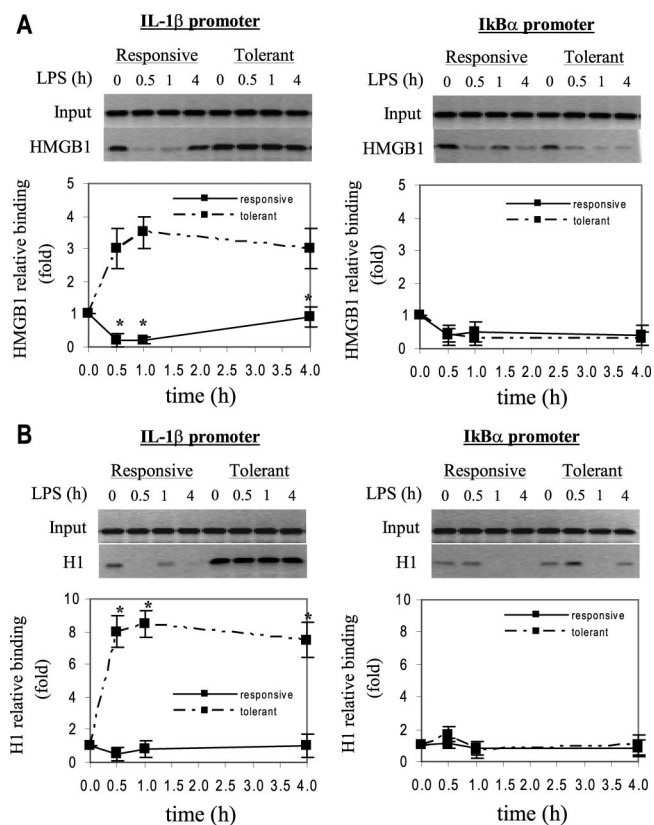 A
IL-1β promoter
Responsive Tolerant
LPS (h) 0 0.5 1 4 0 0.5 1 4
Input
HMGB1
HMGB1 relative binding
(fold)
5
4
3
2
1
0
responsive
tolerant
*
*
*
0.0 0.5 1.0 1.5 2.0 2.5 3.0 3.5 4.0
time (h)
IkBα promoter
Responsive Tolerant
LPS (h) 0 0.5 1 4 0 0.5 1 4
Input
HMGB1
HMGB1 relative binding
(fold)
5
4
3
2
1
0
responsive
tolerant
0.0 0.5 1.0 1.5 2.0 2.5 3.0 3.5 4.0
time (h)
B
IL-1β promoter
Responsive Tolerant
LPS (h) 0 0.5 1 4 0 0.5 1 4
Input
H1
H1 relative binding
(fold)
10
8
6
4
2
0
*
*
*
responsive
tolerant
0.0 0.5 1.0 1.5 2.0 2.5 3.0 3.5 4.0
time (h)
IkBα promoter
Responsive Tolerant
LPS (h) 0 0.5 1 4 0 0.5 1 4
Input
H1
H1 relative binding
(fold)
10
8
6
4
2
0
responsive
tolerant
0.0 0.5 1.0 1.5 2.0 2.5 3.0 3.5 4.0
time (h)